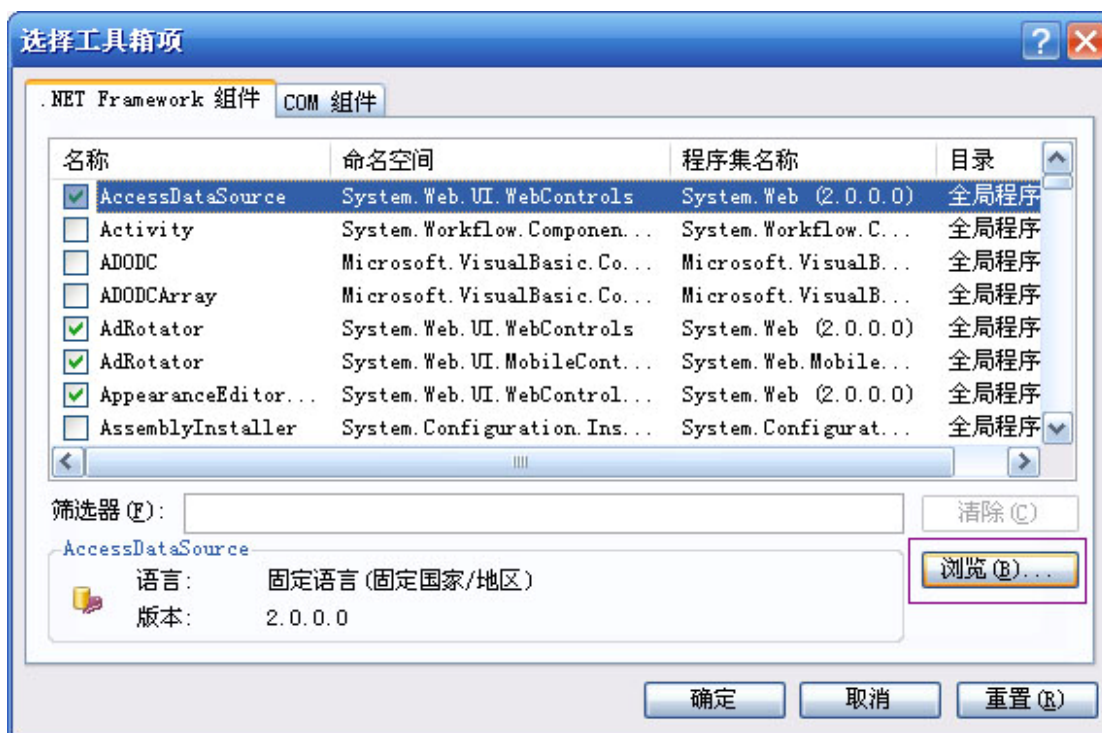 选择工具箱项
.NET Framework 组件 COM 组件
名称 命名空间 程序集名称 目录
AccessDataSource System.Web.UI.WebControls System.Web (2.0.0.0) 全局程序
Activity System.Workflow.Componen... System.Workflow.C... 全局程序
ADODC Microsoft.VisualBasic.Co... Microsoft.VisualB... 全局程序
ADODCArray Microsoft.VisualBasic.Co... Microsoft.VisualB... 全局程序
AdRotator System.Web.UI.WebControls System.Web (2.0.0.0) 全局程序
AdRotator System.Web.UI.MobileCont... System.Web.Mobile... 全局程序
AppearanceEditor... System.Web.UI.WebControl... System.Web (2.0.0.0) 全局程序
AssemblyInstaller System.Configuration.Ins... System.Configurat... 全局程序
筛选器(F): 清除(C)
AccessDataSource
语言: 固定语言(固定国家/地区) 浏览(B)...
版本: 2.0.0.0
确定 取消 重置(R)